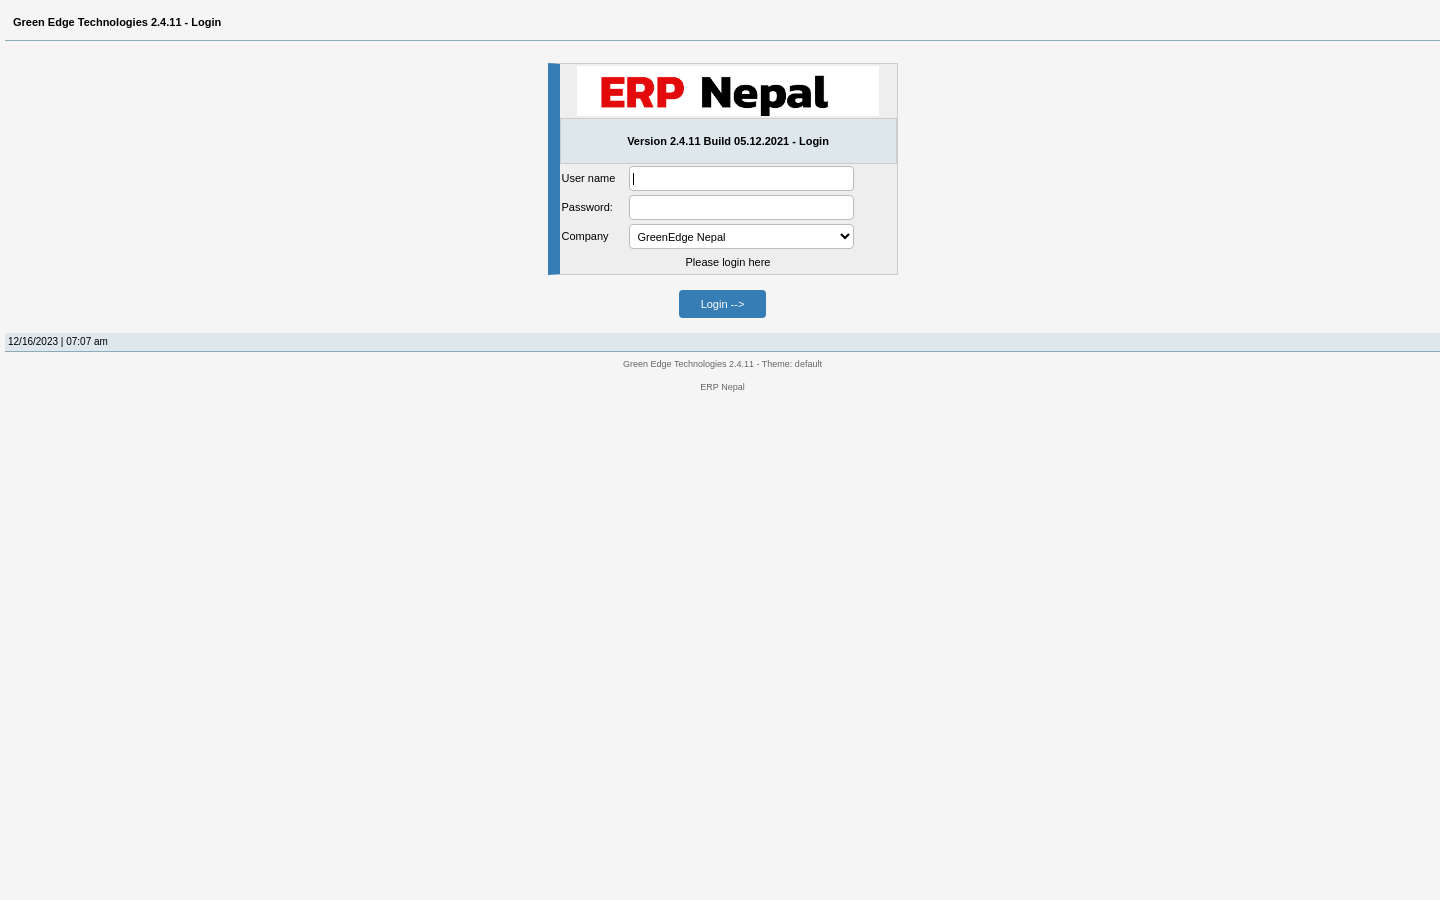 Green Edge Technologies 2.4.11 - Login
ERP Nepal
Version 2.4.11 Build 05.12.2021 - Login
User name
Password:
Company GreenEdge Nepal
Please login here
Login -->
12/16/2023 | 07:07 am
Green Edge Technologies 2.4.11 - Theme: default
ERP Nepal